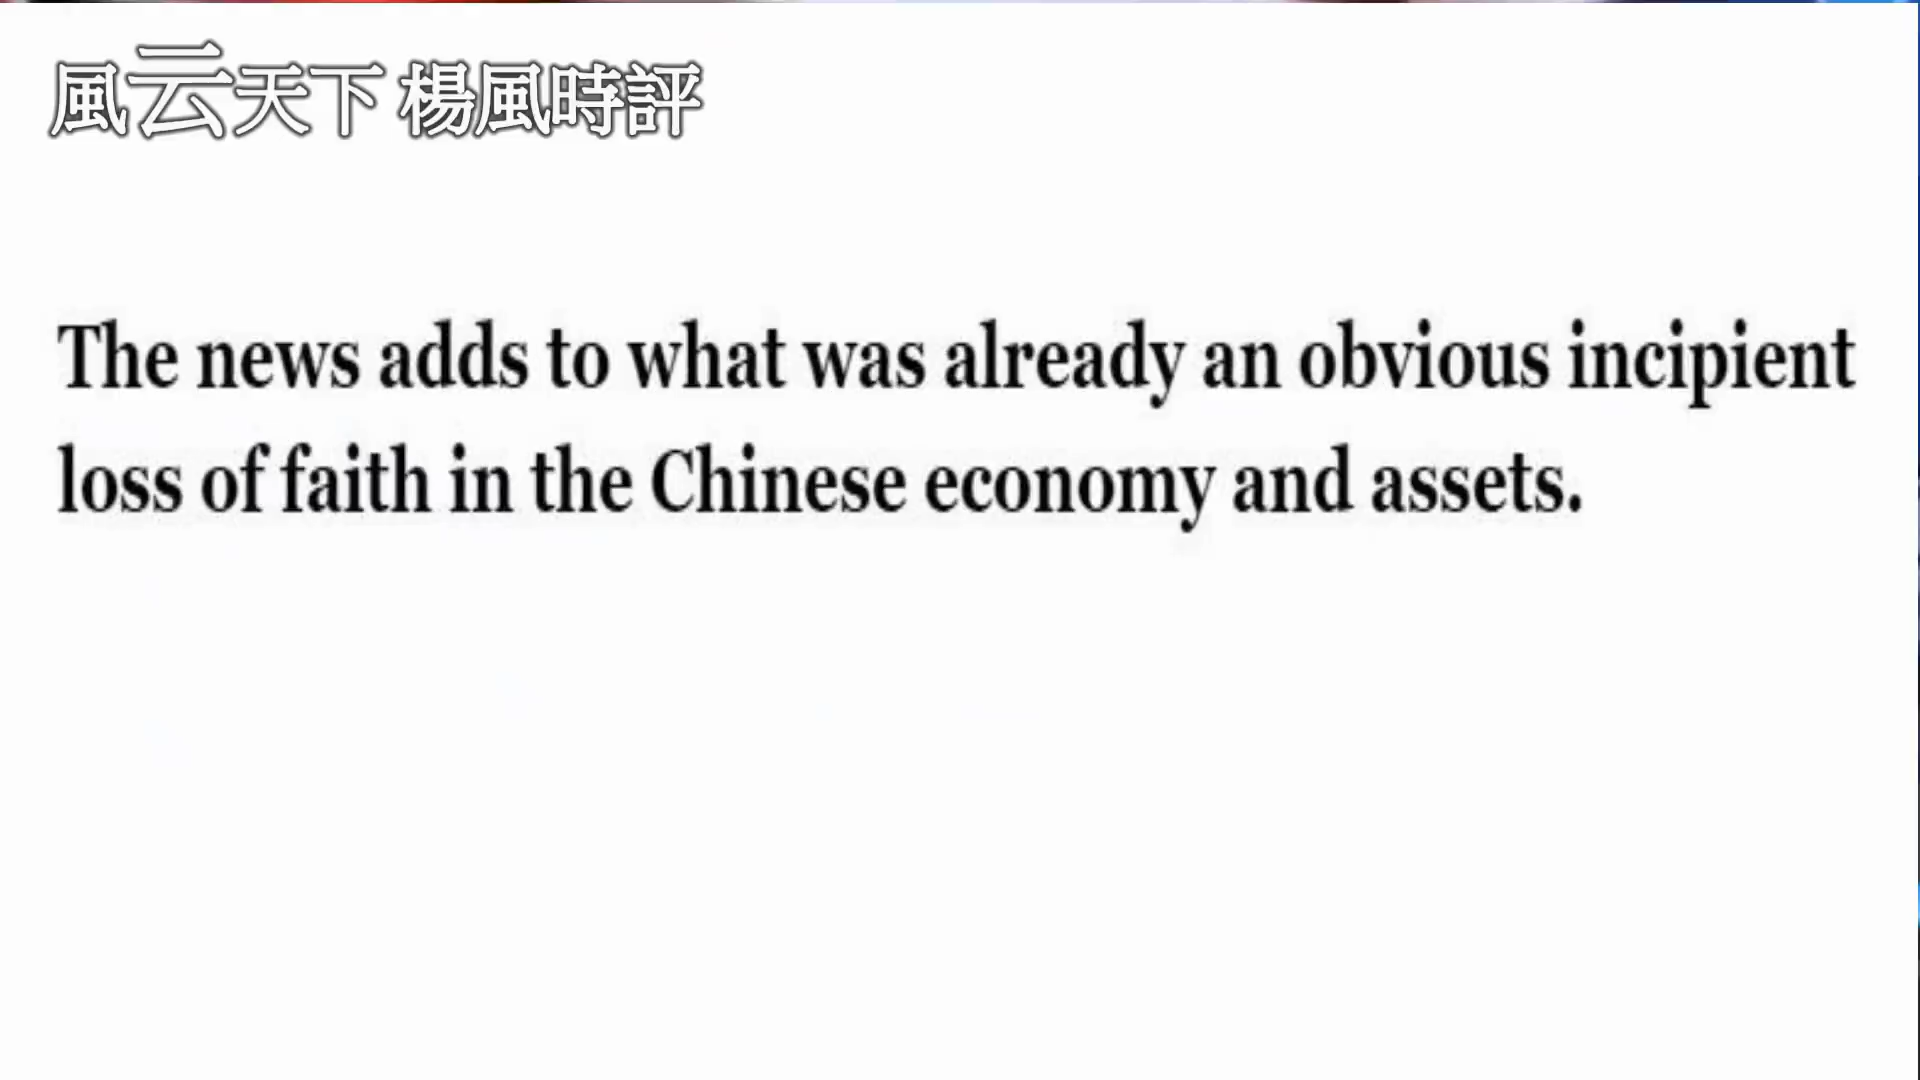 風云天下 楊風時評
The news adds to what was already an obvious incipient
loss of faith in the Chinese economy and assets.